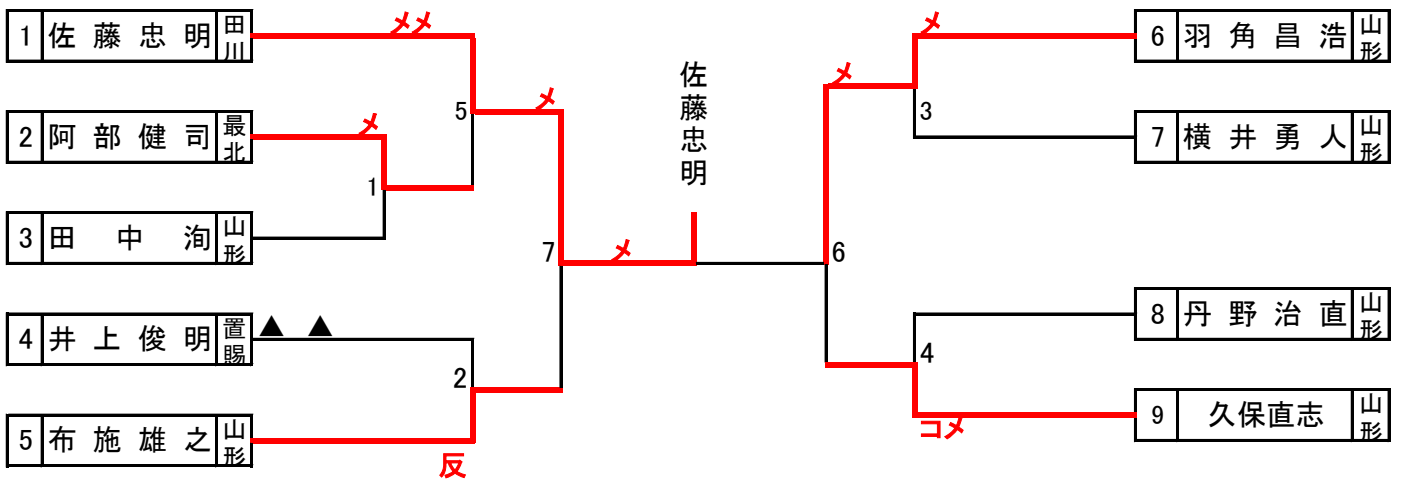 1 佐藤忠明 田川
メメ
2 阿部健司 最北
メ
1
3 田中洵 山形
5
メ
4 井上俊明 置賜
▲ ▲
2
5 布施雄之 山形
反
7
メ
佐藤忠明
6 羽角昌浩 山形
メ
メ
3
7 横井勇人 山形
6
8 丹野治直 山形
4
9 久保直志 山形
コメ